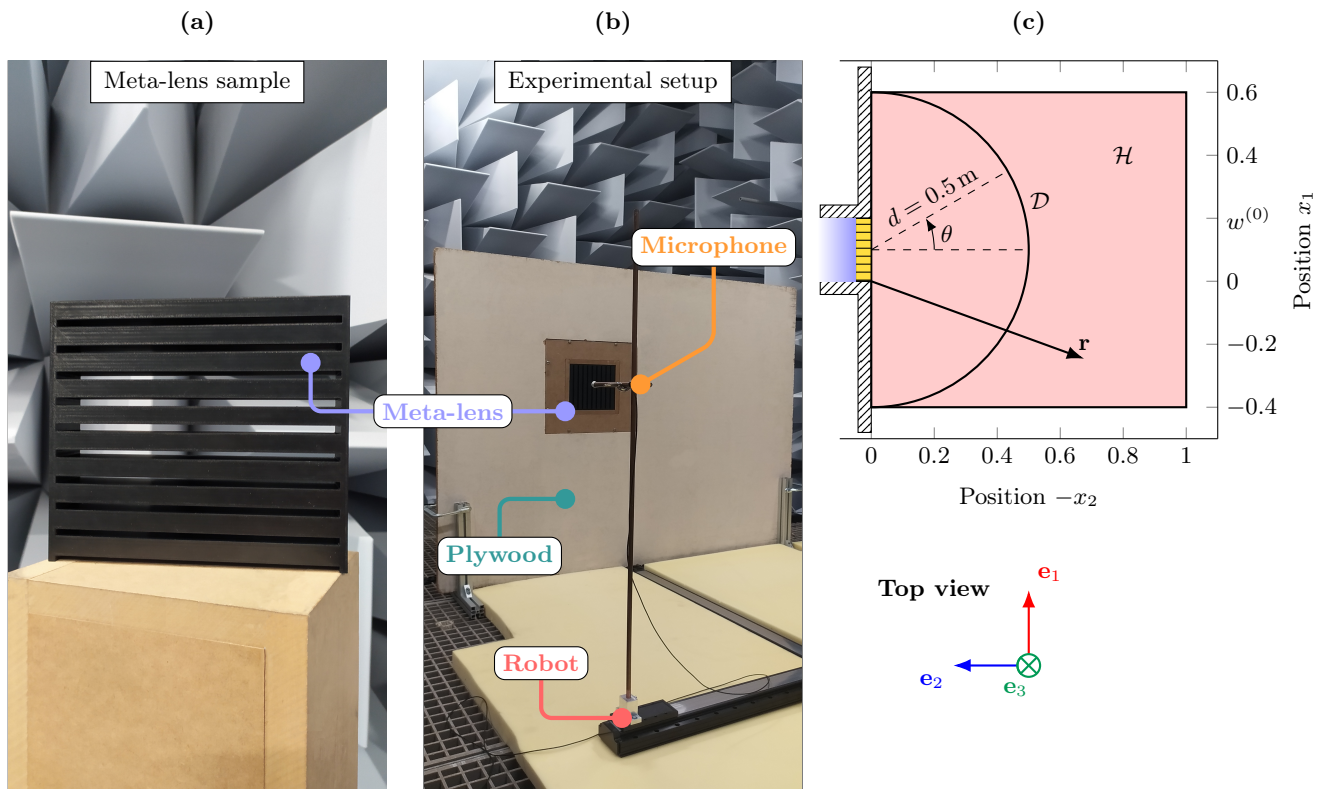 (a)
Meta-lens sample
(b)
Experimental setup
Microphone
Meta-lens
Plywood
Robot
(c)
ℋ
d = 0.5 m
𝒟
θ
r
0.6
0.4
w⁽⁰⁾
0
−0.2
−0.4
Position x₁
0 0.2 0.4 0.6 0.8 1
Position −x₂
Top view
e₁
e₂
e₃